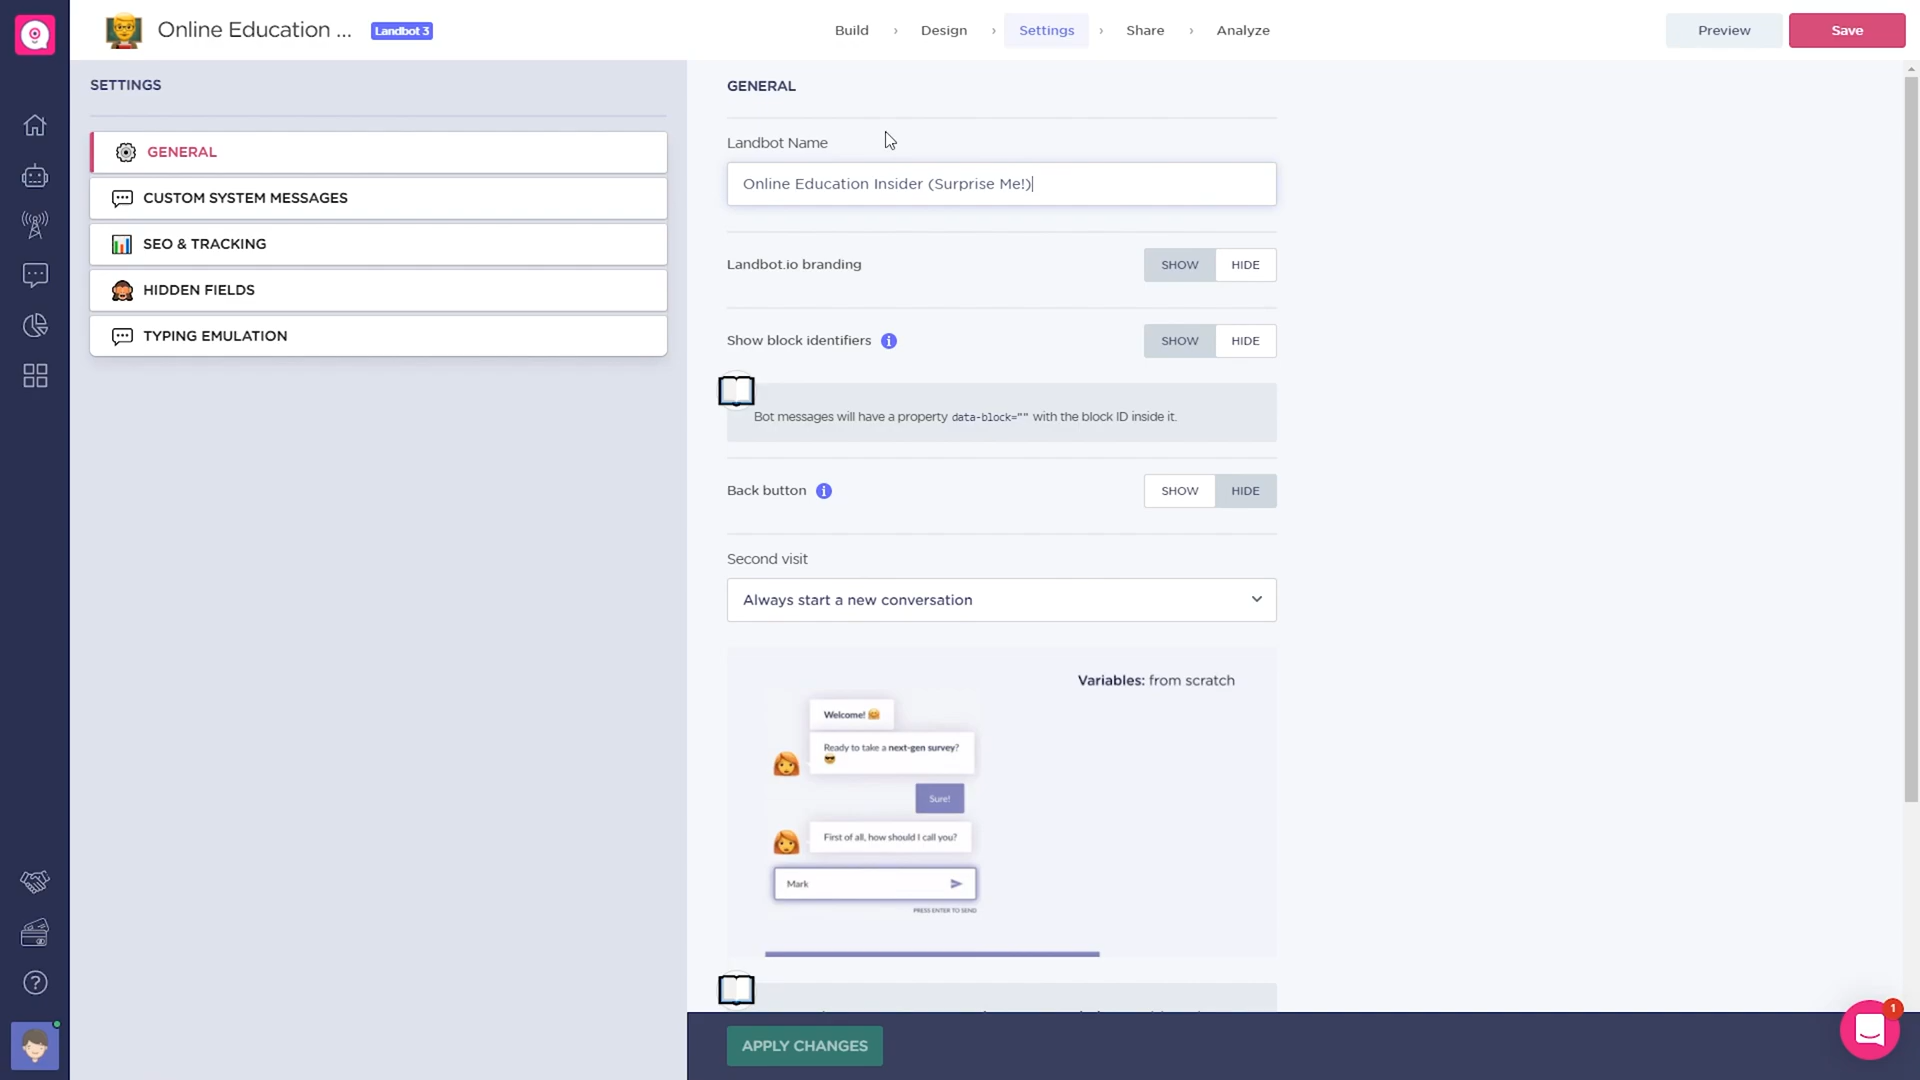 Online Education ...
Landbot 3
Build
Design
Settings
Share
Analyze
Preview
Save
SETTINGS
GENERAL
CUSTOM SYSTEM MESSAGES
SEO & TRACKING
HIDDEN FIELDS
TYPING EMULATION
GENERAL
Landbot Name
Online Education Insider (Surprise Me!)
Landbot.io branding
SHOW
HIDE
Show block identifiers
SHOW
HIDE
Bot messages will have a property data-block="" with the block ID inside it.
Back button
SHOW
HIDE
Second visit
Always start a new conversation
Variables: from scratch
Welcome!
Ready to take a next-gen survey?
Sure!
First of all, how should I call you?
Mark
PRESS ENTER TO SEND
APPLY CHANGES
1